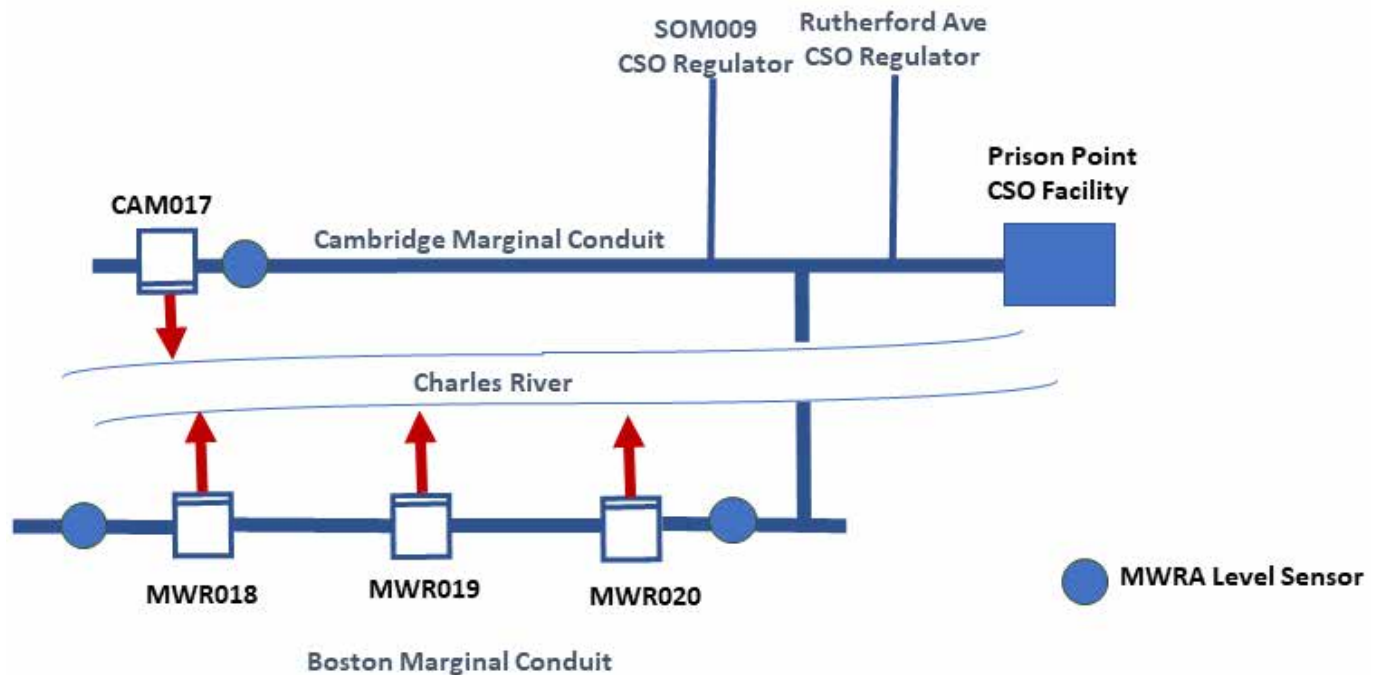 SOM009
CSO Regulator
Rutherford Ave
CSO Regulator
Prison Point
CSO Facility
CAM017
Cambridge Marginal Conduit
Charles River
MWR018
MWR019
MWR020
MWRA Level Sensor
Boston Marginal Conduit